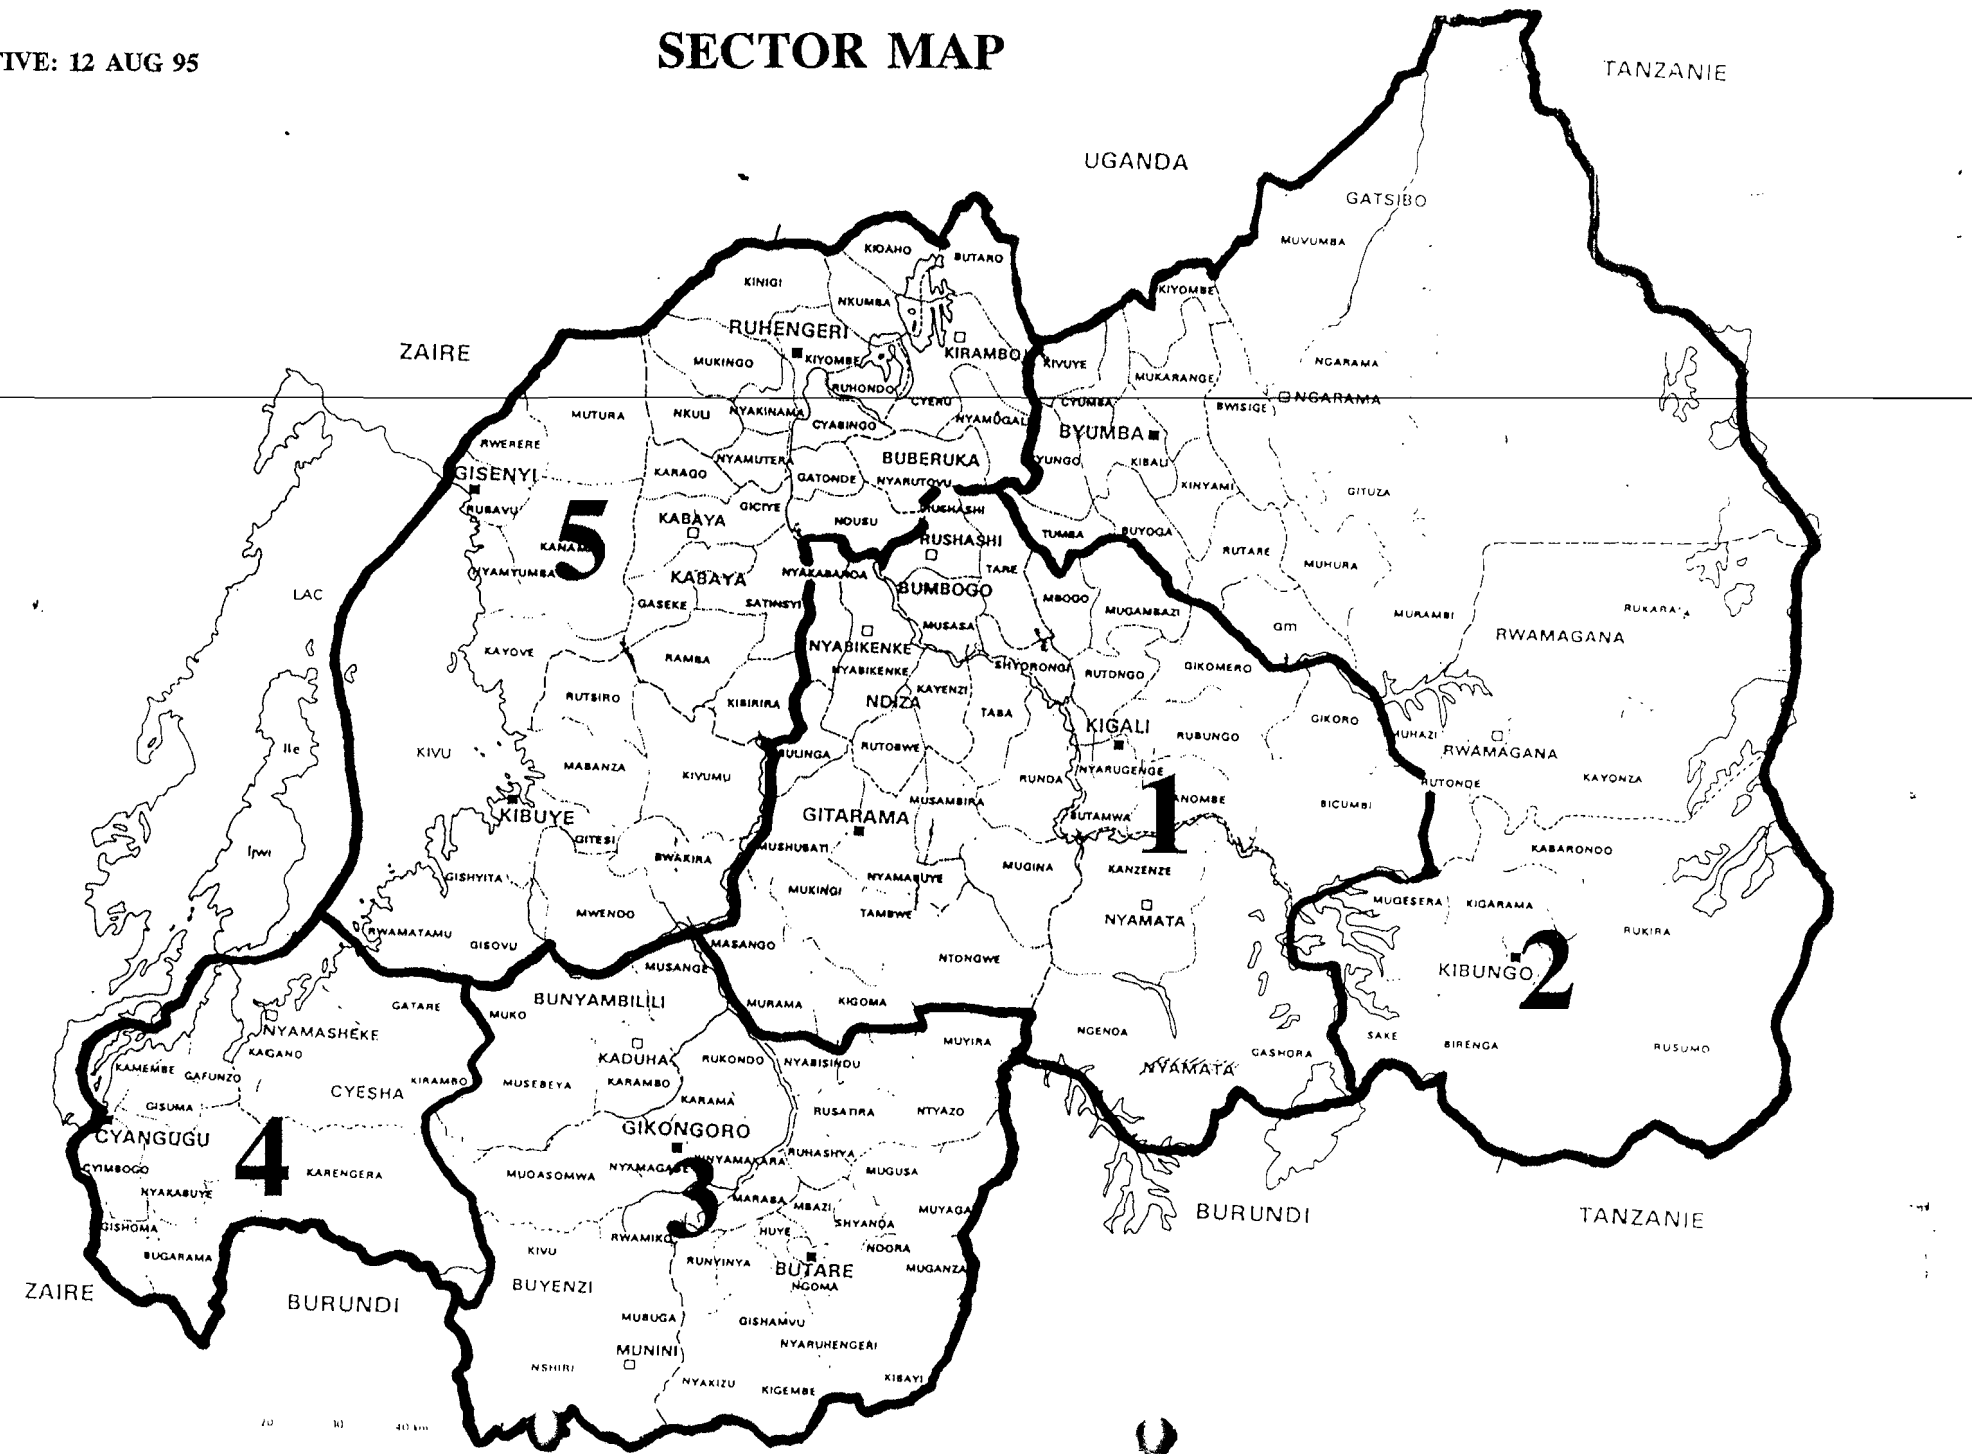 TIVE: 12 AUG 95
SECTOR MAP
TANZANIE
UGANDA
GATSIBO
MUVUMBA
KIDAHO
BUTARO
KINIGI
NKUMBA
KIYOMBE
RUHENGERI
ZAIRE
KIRAMBO
KIYOMBE
MUKINGO
KIVUYE
NGARAMA
MUKARANGE
RUHONDO
CYERU
CYUMBA
BWISIGE
NGARAMA
MUTURA
NKULI
NYAKINAMA
CYABINGO
NYAMUGALI
BYUMBA
RWERERE
NYAMUTERA
BUBERUKA
YUNGO
KIBALI
GISENYI
KARAGO
GATONDE
NYARUTOVU
KINYAMI
GITUZA
RUBAVU
5
KABAYA
GICIYE
NDUSU
RUSHASHI
KANAMA
RUSHASHI
TUMBA
BUYOGA
RUTARE
MUHURA
NYAMYUMBA
KABAYA
NYAKABANDA
TARE
BUMBOGO
LAC
GASEKE
SATINSYI
MBOGO
MUGAMBAZI
MURAMBI
RUKARA
MUSASA
GITI
RWAMAGANA
KAYOVE
RAMBA
NYABIKENKE
NYABIKENKE
SHYORONGI
RUTONGO
GIKOMERO
RUTSIRO
KIBIRIRA
NDIZA
KAYENZI
TABA
KIGALI
GIKORO
Ile
KIVU
BULINGA
RUTOBWE
RUBUNGO
MUHAZI
RWAMAGANA
MABANZA
KIVUMU
RUNDA
NYARUGENGE
RUTONDE
KAYONZA
KIBUYE
GITARAMA
MUSAMBIRA
BUTAMWA
1
ANOMBE
BICUMBI
Ijwi
GITESI
BWAKIRA
MUSHUBATI
KABARONDO
GISHYITA
MUKINGI
NYAMABUYE
MUGINA
KANZENZE
MWENDO
TAMBWE
NYAMATA
MUGESERA
KIGARAMA
RWAMATAMU
GISOVU
MASANGO
RUKIRA
NTONGWE
MUSANGE
KIBUNGO
2
GATARE
MUKO
BUNYAMBILILI
MURAMA
KIGOMA
NYAMASHEKE
NGENDA
KAGANO
KADUHA
RUKONDO
NYABISINDU
MUYIRA
GASHORA
SAKE
BIRENGA
RUSUMO
KAMEMBE
GAFUNZO
CYESHA
KIRAMBO
MUSEBEYA
KARAMBO
NYAMATA
GISUMA
KARAMA
RUSATIRA
NTYAZO
CYANGUGU
4
GIKONGORO
CYIMBOGO
KARENGERA
MUDASOMWA
NYAMAGABE
KINYAMAKARA
RUHASHYA
MUGUSA
NYAKABUYE
3
MARABA
MBAZI
MUYAGA
GISHOMA
RWAMIKO
HUYE
SHYANDA
BURUNDI
TANZANIE
BUGARAMA
KIVU
RUNYINYA
BUTARE
NDORA
MUGANZA
ZAIRE
BURUNDI
BUYENZI
NGOMA
MUBUGA
GISHAMVU
MUNINI
NYARUHENGERI
NSHIRI
NYAKIZU
KIGEMBE
KIBAYI
40 km